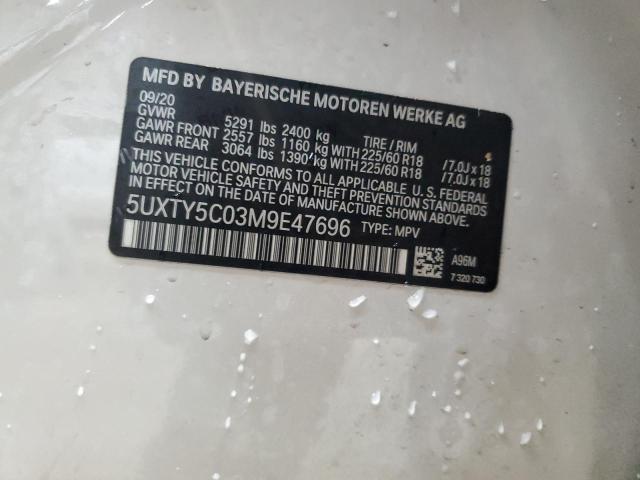 MFD BY BAYERISCHE MOTOREN WERKE AG
09/20
GVWR 5291 lbs 2400 kg TIRE / RIM
GAWR FRONT 2557 lbs 1160 kg WITH 225/60 R18 /7.0J x 18
GAWR REAR 3064 lbs 1390 kg WITH 225/60 R18 /7.0J x 18
THIS VEHICLE CONFORMS TO ALL APPLICABLE U.S. FEDERAL
MOTOR VEHICLE SAFETY, BUMPER, AND THEFT PREVENTION
STANDARDS IN EFFECT ON THE DATE OF MANUFACTURE SHOWN ABOVE.
5UXTY5C03M9E47696 TYPE: MPV
A96M
7 320 730